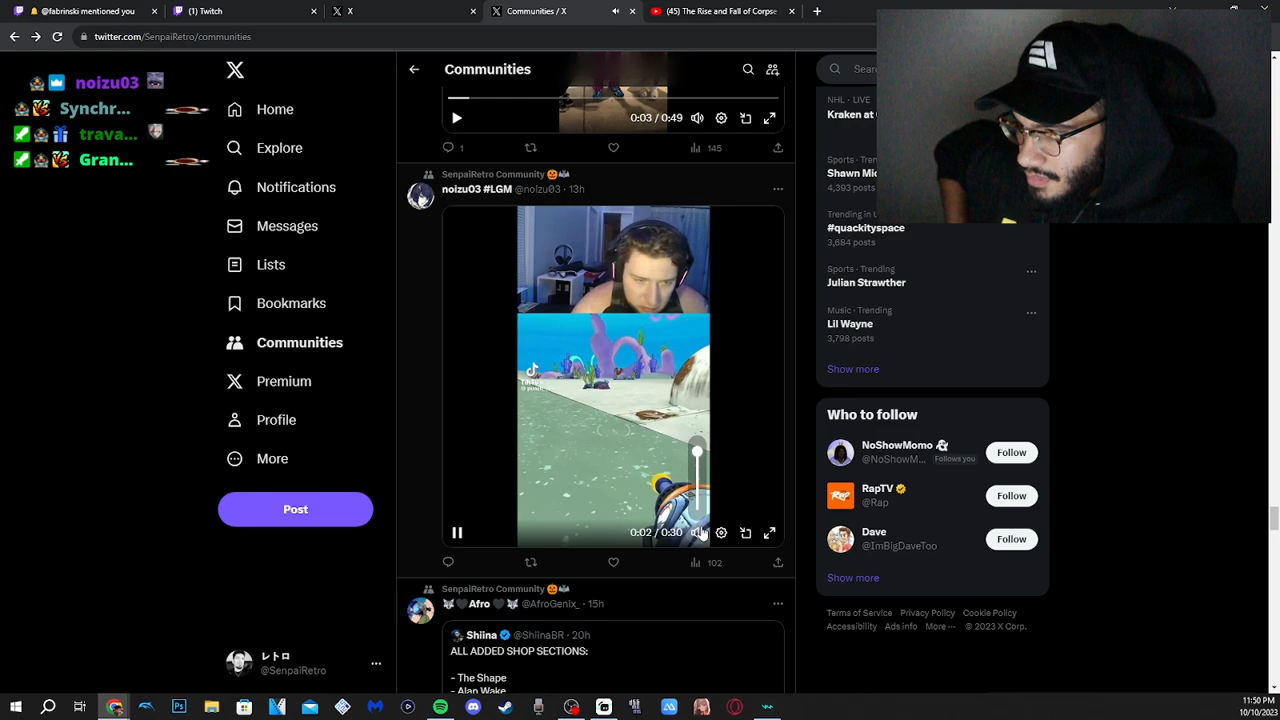 @fabrinski mentioned you
(1) Twitch
X
Communities / X
(45) The Rise and Fall of Corpse
twitter.com/SenpaiRetro/communities
noizu03
Synchr...
trava...
Gran...
Home
Explore
Notifications
Messages
Lists
Bookmarks
Communities
Premium
Profile
More
Post
レトロ
@SenpaiRetro
Communities
0:03 / 0:49
1
145
SenpaiRetro Community
noizu03 #LGM @noIzu03 · 13h
TikTok
0:02 / 0:30
102
SenpaiRetro Community
Afro @AfroGenIx_ · 15h
Shiina @ShiinaBR · 20h
ALL ADDED SHOP SECTIONS:
- The Shape
- Alan Wake
Sear
NHL · LIVE
Kraken at
Sports · Tren
Shawn Mic
4,393 posts
Trending in U
#quackityspace
3,684 posts
Sports · Trending
Julian Strawther
Music · Trending
Lil Wayne
3,798 posts
Show more
Who to follow
NoShowMomo
@NoShowM... Follows you
Follow
RapTV
@Rap
Follow
Dave
@ImBigDaveToo
Follow
Show more
Terms of Service Privacy Policy Cookie Policy
Accessibility Ads info More ··· © 2023 X Corp.
11:50 PM
10/10/2023